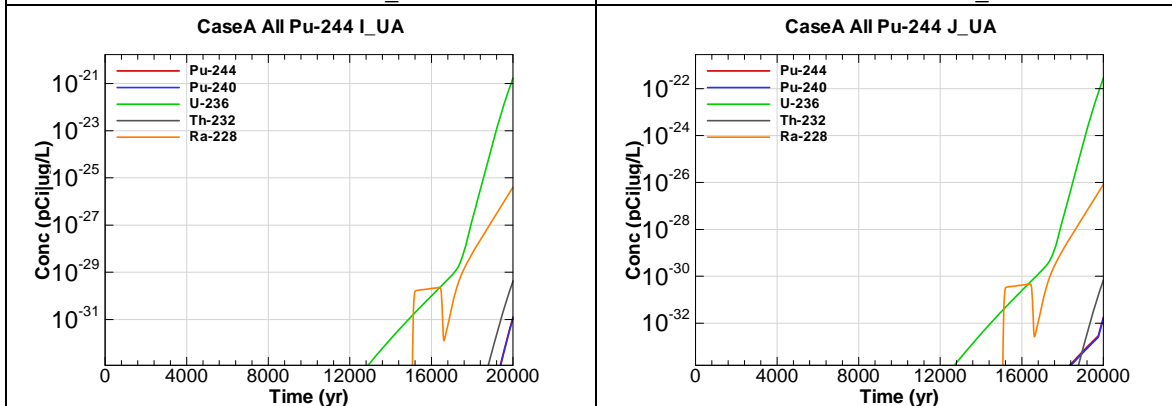 CaseA All Pu-244 I_UA
Pu-244
Pu-240
U-236
Th-232
Ra-228
10^-21
10^-23
10^-25
10^-27
10^-29
10^-31
Conc (pCi|ug/L)
0 4000 8000 12000 16000 20000
Time (yr)
CaseA All Pu-244 J_UA
Pu-244
Pu-240
U-236
Th-232
Ra-228
10^-22
10^-24
10^-26
10^-28
10^-30
10^-32
Conc (pCi|ug/L)
0 4000 8000 12000 16000 20000
Time (yr)